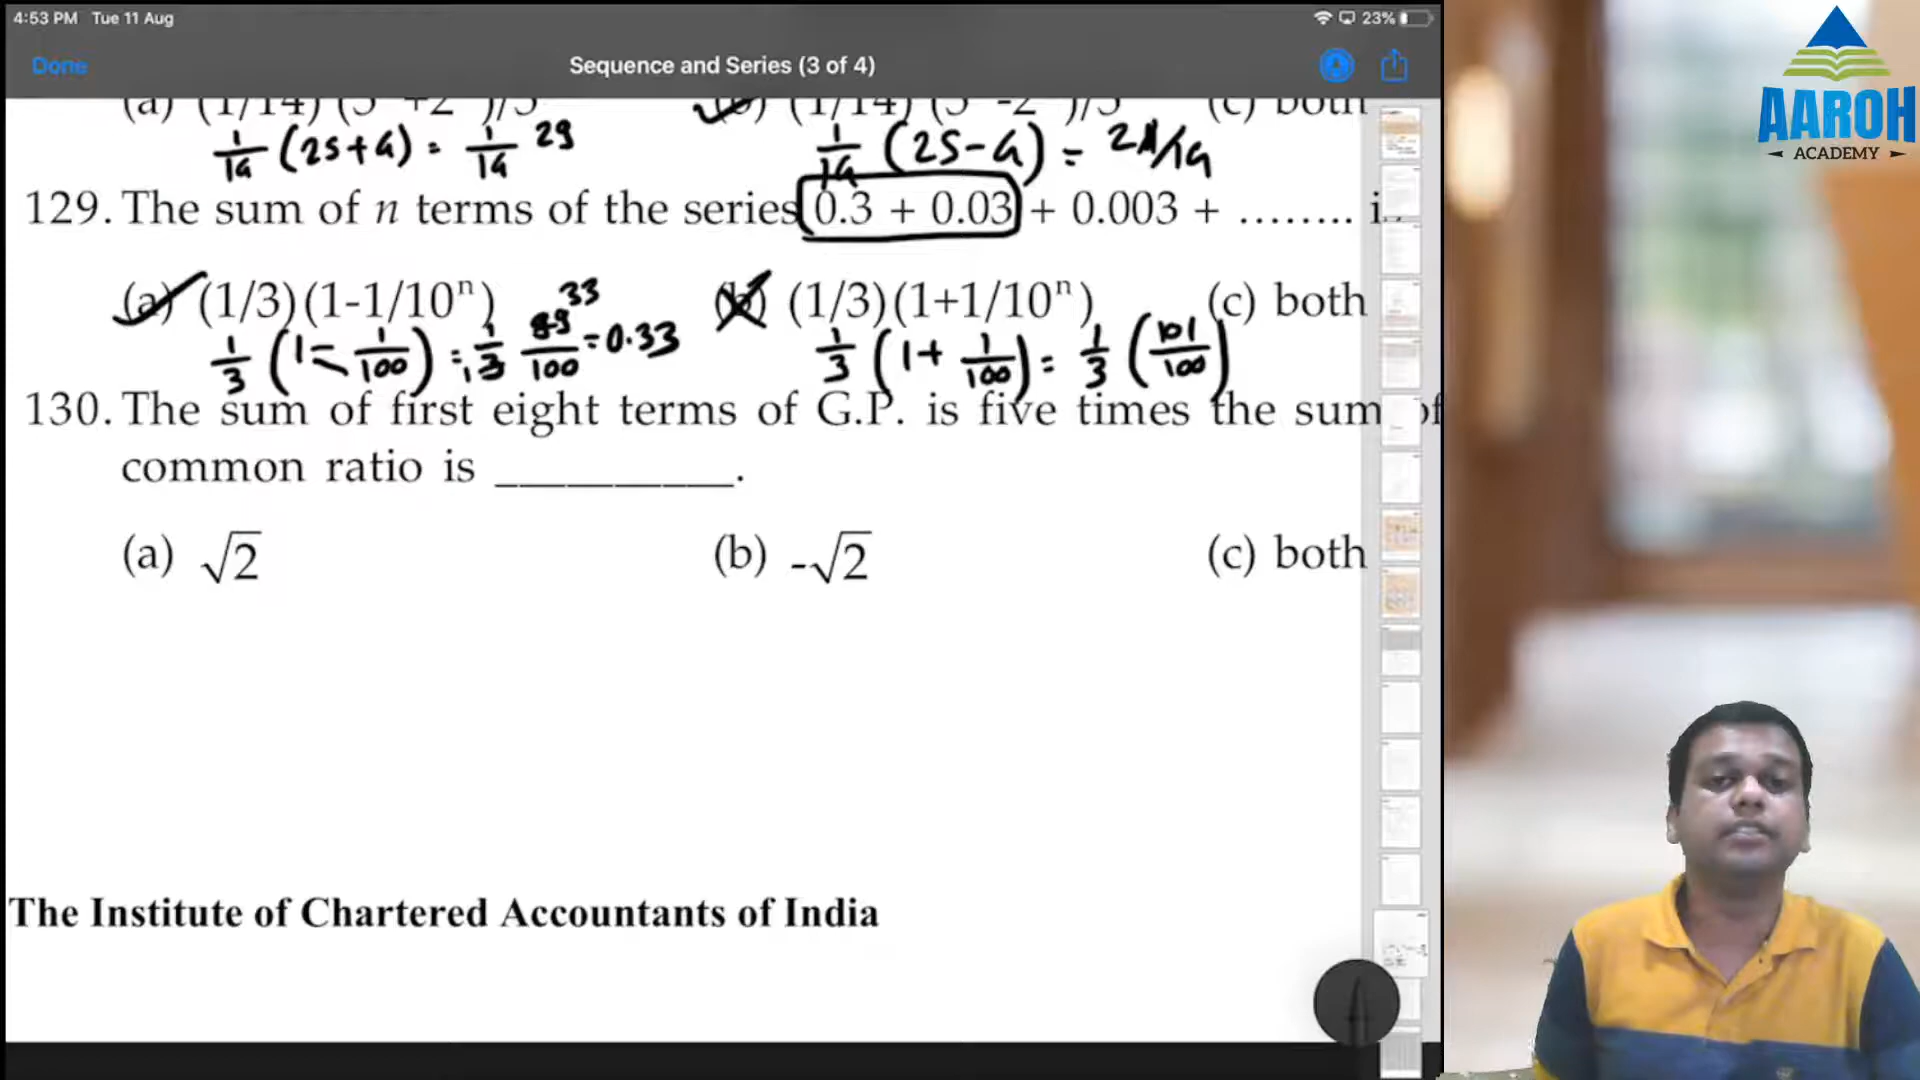 4:53 PM Tue 11 Aug 23%
Done Sequence and Series (3 of 4)
AAROH
ACADEMY
(c) both
1/14 (25+4) = 1/14 29 1/14 (25-4) = 21/14
129. The sum of n terms of the series 0.3 + 0.03 + 0.003 + ........
(a) (1/3)(1-1/10ⁿ) (b) (1/3)(1+1/10ⁿ) (c) both
1/3 (1 - 1/100) = 1/3 99/100 33 = 0.33 1/3 (1 + 1/100) = 1/3 (101/100)
130. The sum of first eight terms of G.P. is five times the sum of
common ratio is __________.
(a) √2 (b) -√2 (c) both
The Institute of Chartered Accountants of India